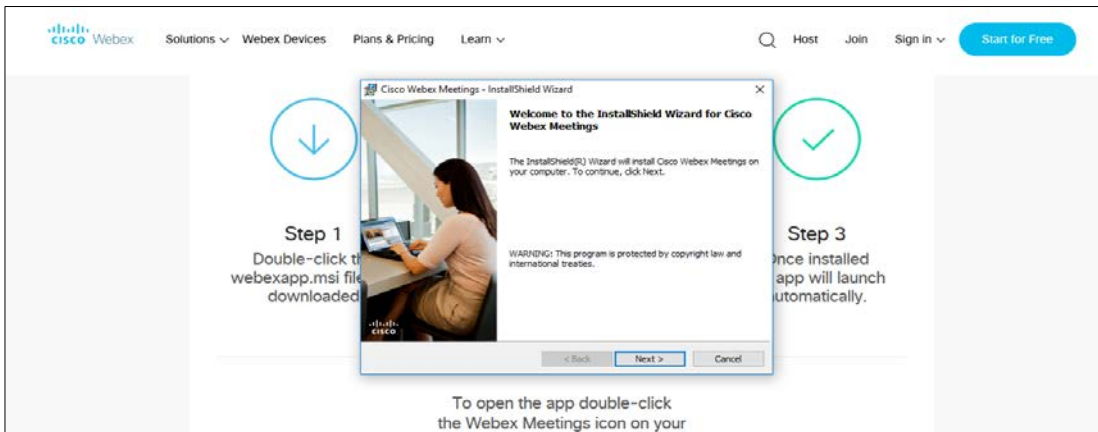 CISCO Webex Solutions Webex Devices Plans & Pricing Learn Host Join Sign in Start for Free
Cisco Webex Meetings - InstallShield Wizard
Welcome to the InstallShield Wizard for Cisco
Webex Meetings
The InstallShield(R) Wizard will install Cisco Webex Meetings on
your computer. To continue, click Next.
WARNING: This program is protected by copyright law and
international treaties.
cisco
< Back Next > Cancel
Step 1
Double-click th
webexapp.msi file
downloaded
Step 3
Once installed
app will launch
automatically.
To open the app double-click
the Webex Meetings icon on your